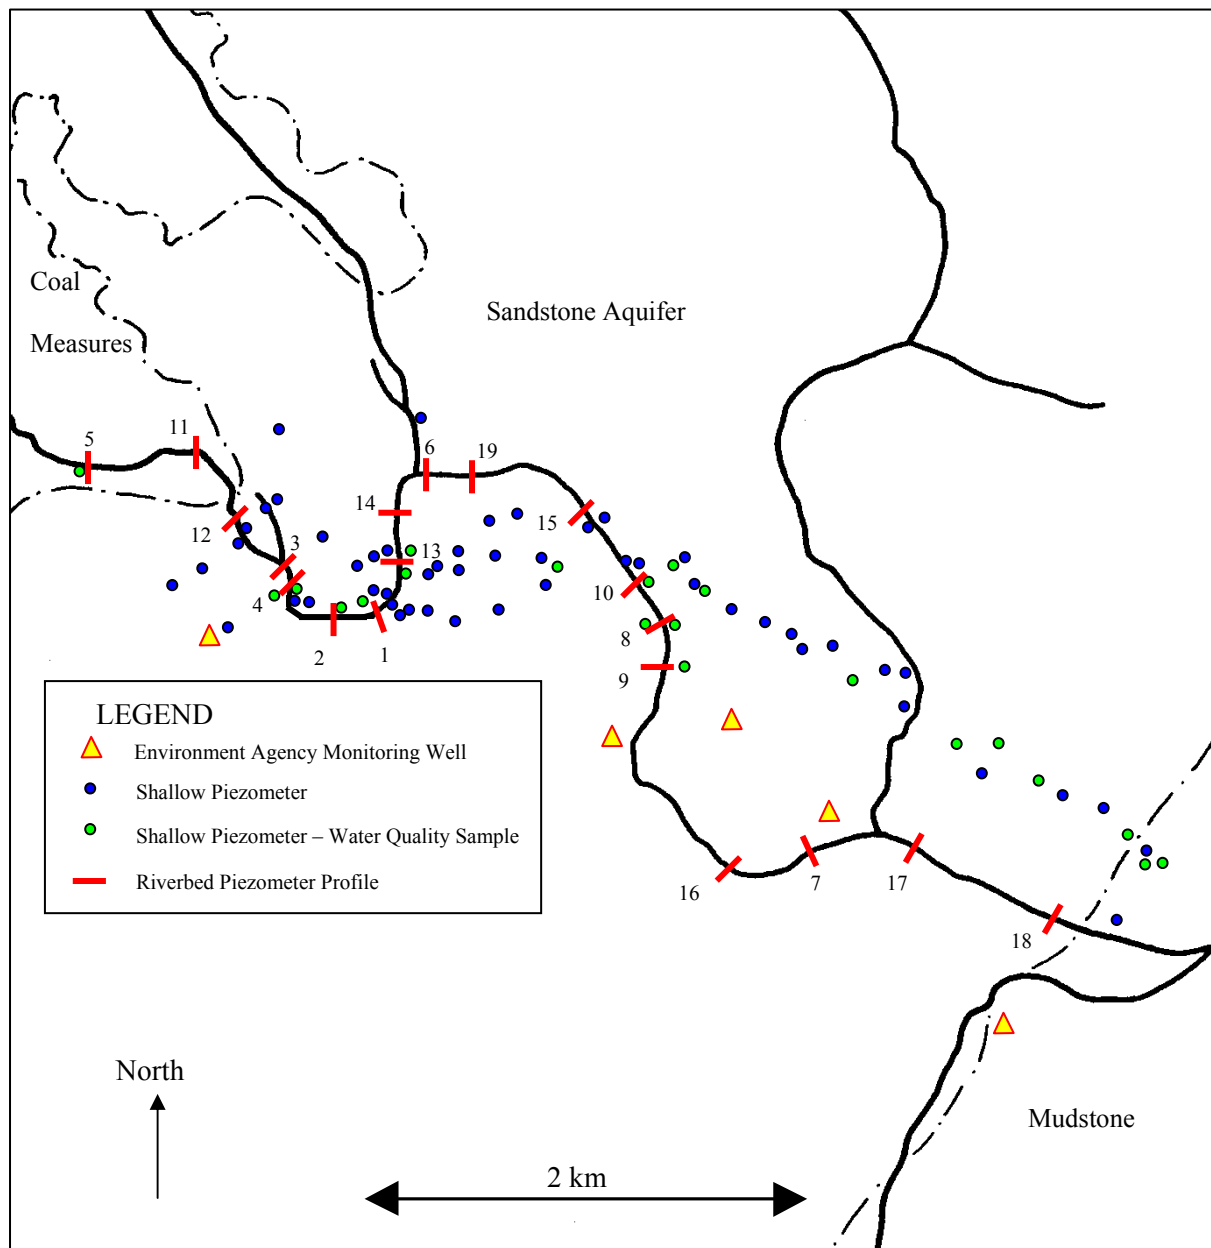 Coal
Measures
Sandstone Aquifer
5
11
6
19
14
15
12
3
13
4
10
8
2
1
9
LEGEND
Environment Agency Monitoring Well
Shallow Piezometer
Shallow Piezometer – Water Quality Sample
Riverbed Piezometer Profile
16
7
17
18
North
Mudstone
2 km